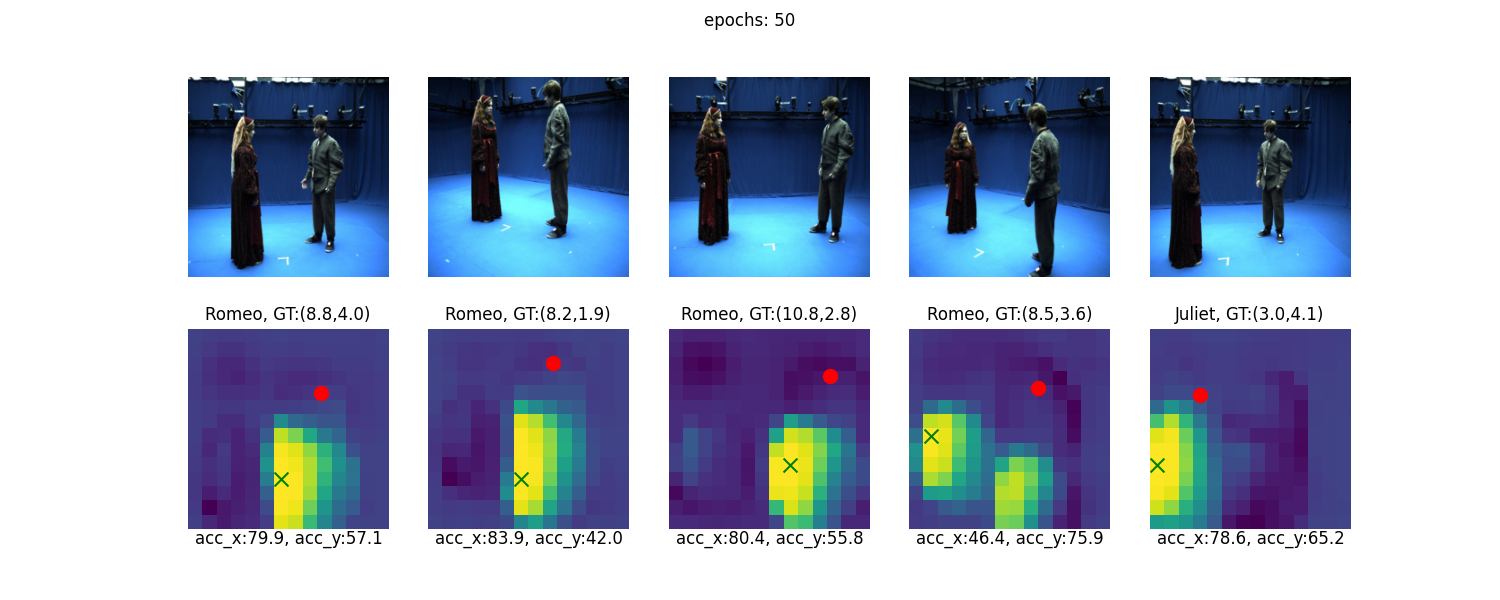 epochs: 50
Romeo, GT:(8.8,4.0)
Romeo, GT:(8.2,1.9)
Romeo, GT:(10.8,2.8)
Romeo, GT:(8.5,3.6)
Juliet, GT:(3.0,4.1)
acc_x:79.9, acc_y:57.1
acc_x:83.9, acc_y:42.0
acc_x:80.4, acc_y:55.8
acc_x:46.4, acc_y:75.9
acc_x:78.6, acc_y:65.2